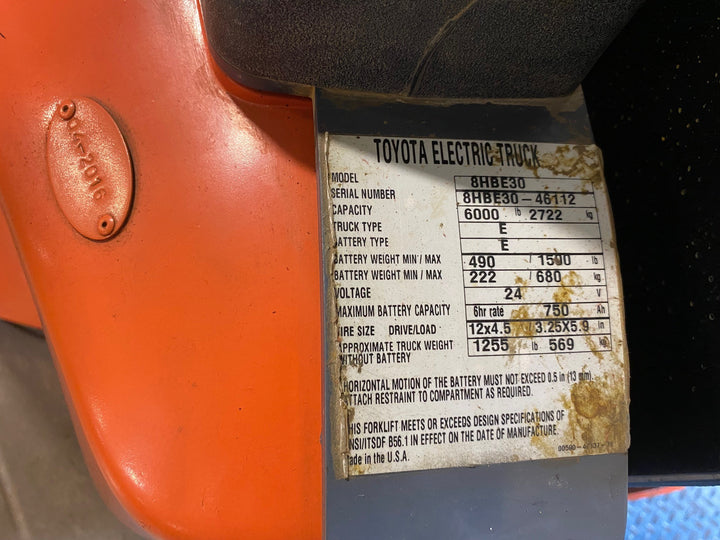 04-2016
TOYOTA ELECTRIC TRUCK
MODEL 8HBE30
SERIAL NUMBER 8HBE30-46112
CAPACITY 6000 lb 2722 kg
TRUCK TYPE E
BATTERY TYPE E
BATTERY WEIGHT MIN / MAX 490 / 1500 lb
BATTERY WEIGHT MIN / MAX 222 / 680 kg
VOLTAGE 24 V
MAXIMUM BATTERY CAPACITY 6hr rate 750 Ah
TIRE SIZE DRIVE/LOAD 12x4.5 / 3.25X5.9 in
APPROXIMATE TRUCK WEIGHT 1255 lb 569 kg
WITHOUT BATTERY
HORIZONTAL MOTION OF THE BATTERY MUST NOT EXCEED 0.5 in (13 mm).
ATTACH RESTRAINT TO COMPARTMENT AS REQUIRED.
THIS FORKLIFT MEETS OR EXCEEDS DESIGN SPECIFICATIONS OF
ANSI/ITSDF B56.1 IN EFFECT ON THE DATE OF MANUFACTURE.
Made in the U.S.A.